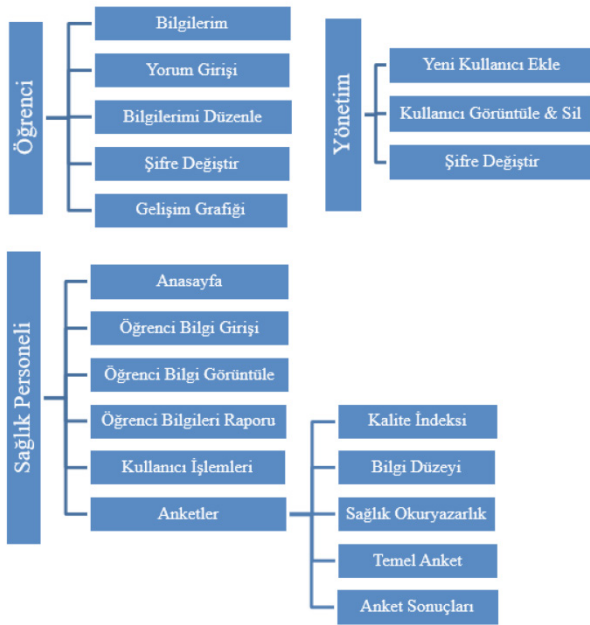 Öğrenci
Bilgilerim
Yorum Girişi
Bilgilerimi Düzenle
Şifre Değiştir
Gelişim Grafiği
Yönetim
Yeni Kullanıcı Ekle
Kullanıcı Görüntüle & Sil
Şifre Değiştir
Sağlık Personeli
Anasayfa
Öğrenci Bilgi Girişi
Öğrenci Bilgi Görüntüle
Öğrenci Bilgileri Raporu
Kullanıcı İşlemleri
Anketler
Kalite İndeksi
Bilgi Düzeyi
Sağlık Okuryazarlık
Temel Anket
Anket Sonuçları